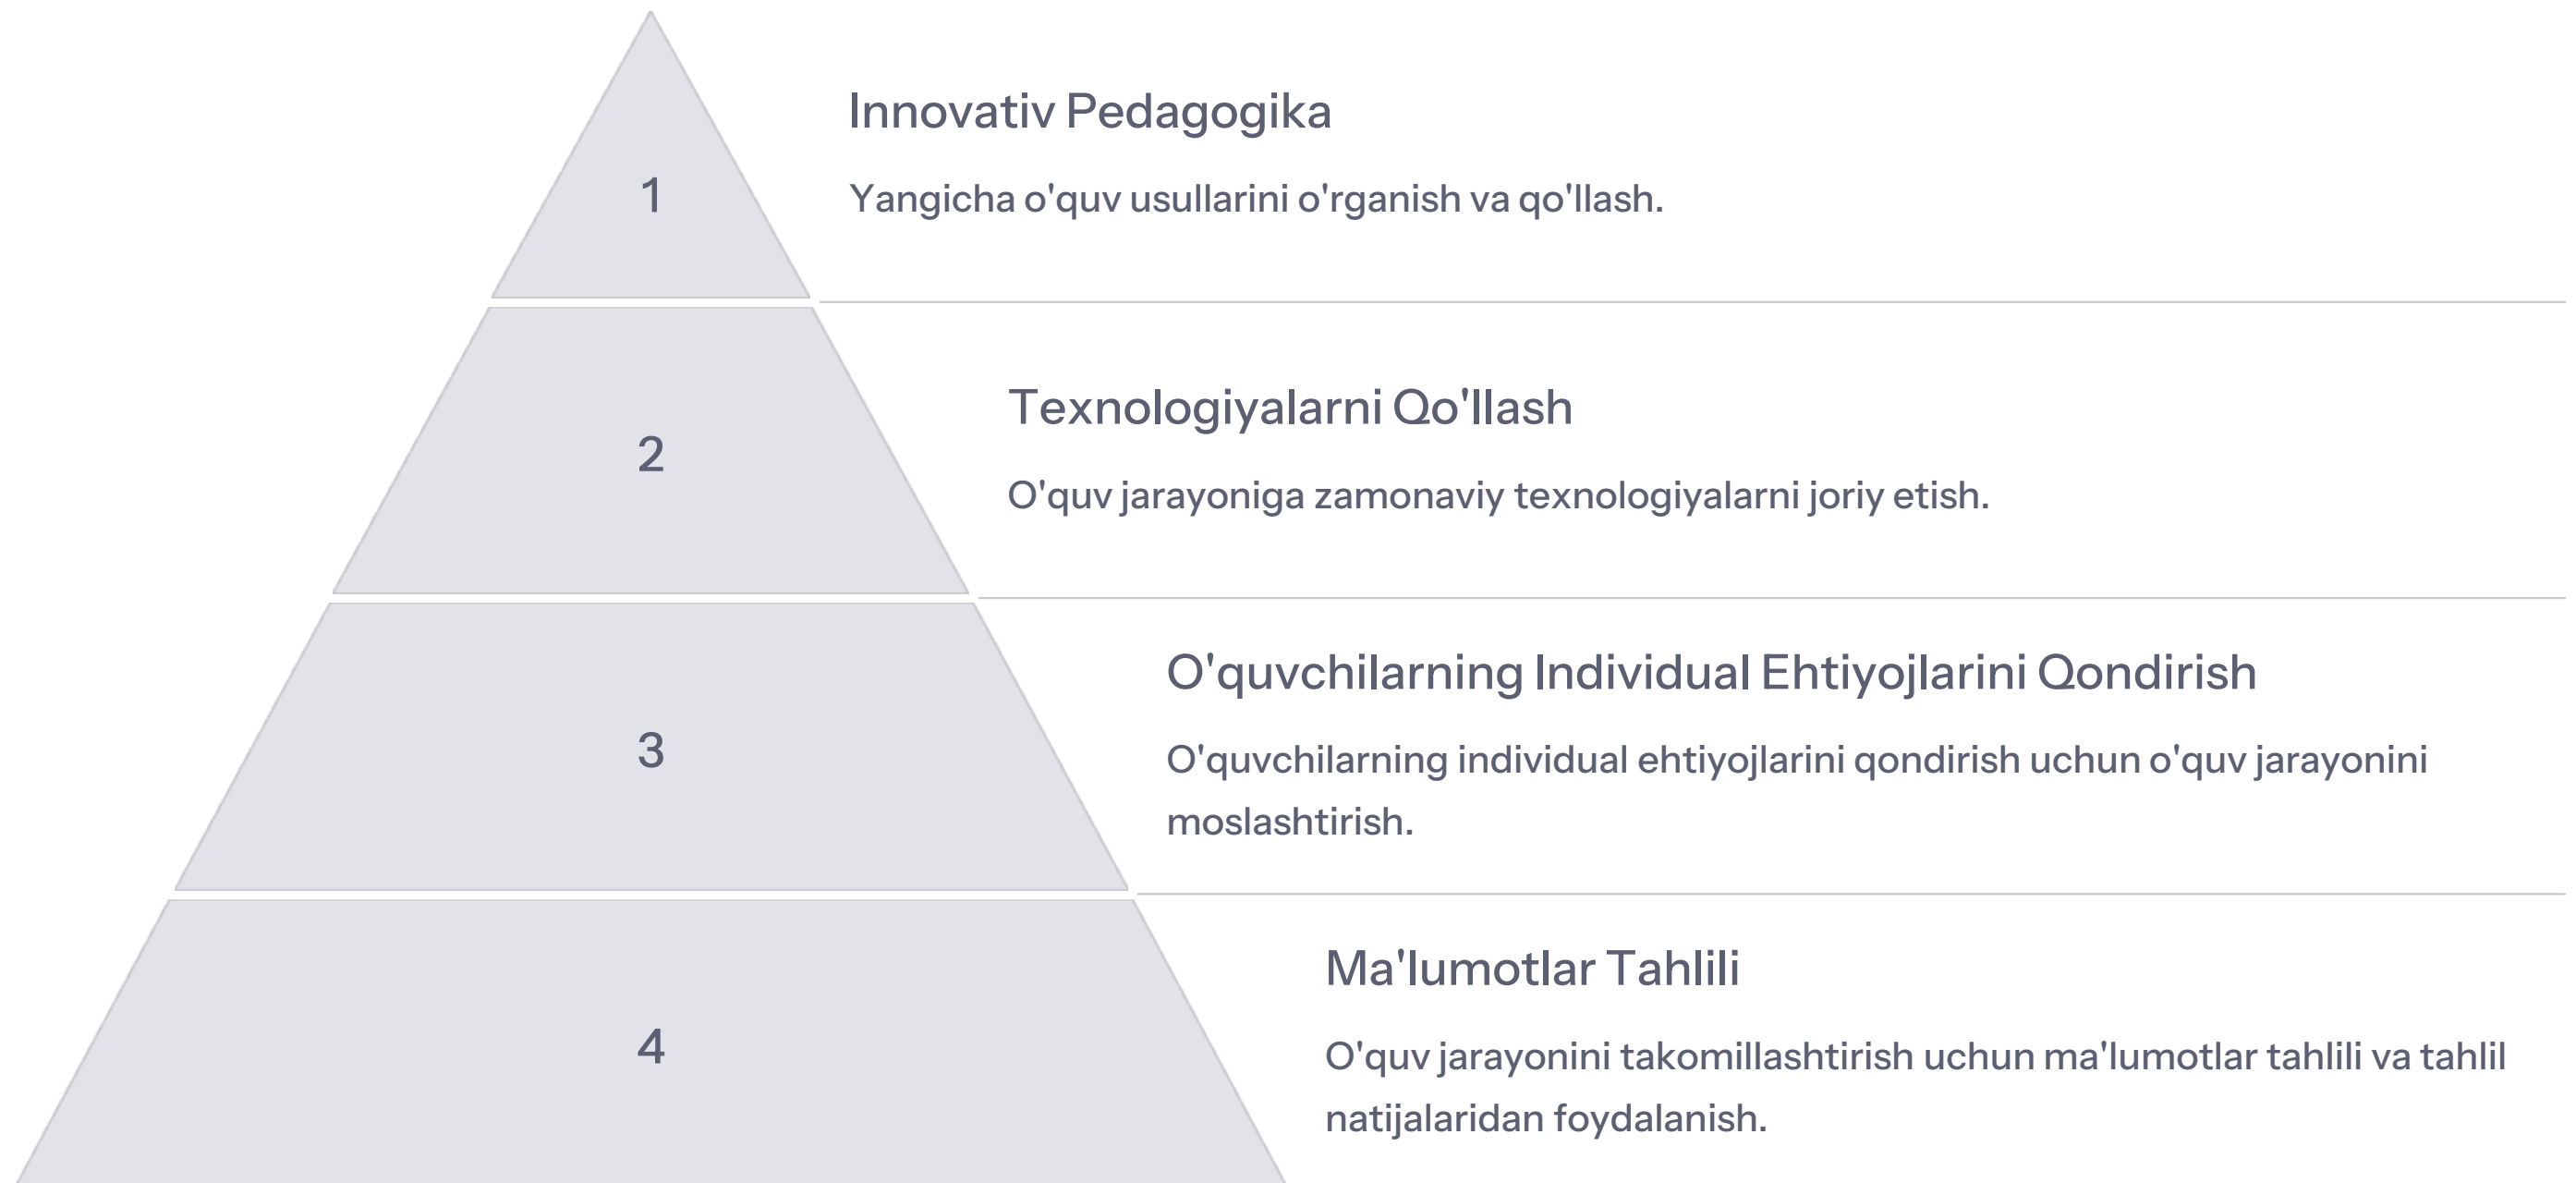 1
Innovativ Pedagogika
Yangicha o'quv usullarini o'rganish va qo'llash.
2
Texnologiyalarni Qo'llash
O'quv jarayoniga zamonaviy texnologiyalarni joriy etish.
3
O'quvchilarning Individual Ehtiyojlarini Qondirish
O'quvchilarning individual ehtiyojlarini qondirish uchun o'quv jarayonini
moslashtirish.
4
Ma'lumotlar Tahlili
O'quv jarayonini takomillashtirish uchun ma'lumotlar tahlili va tahlil
natijalaridan foydalanish.